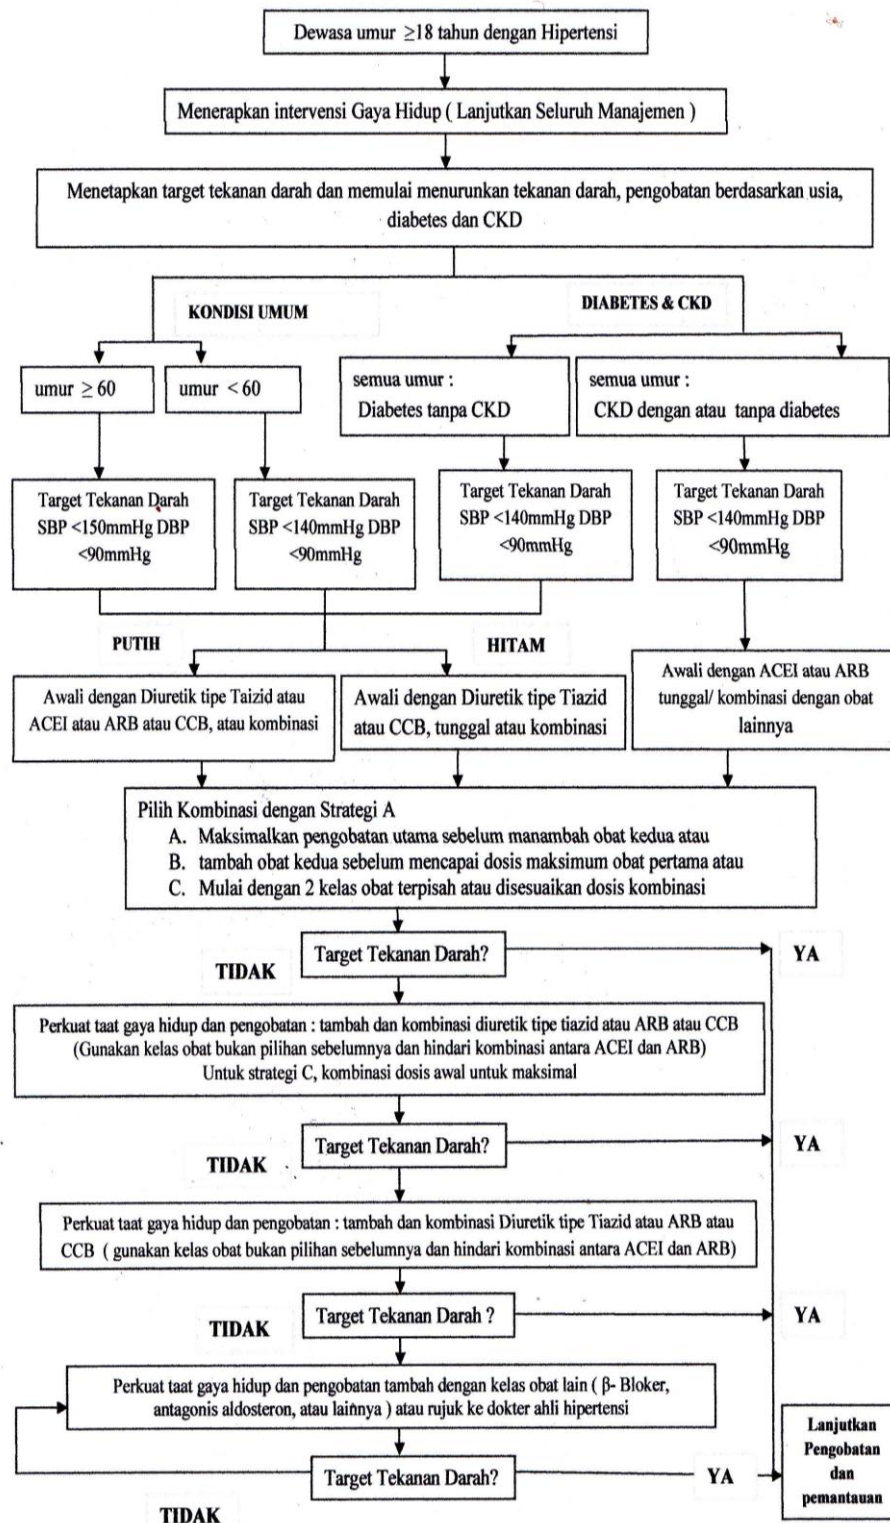 Dewasa umur ≥18 tahun dengan Hipertensi
Menerapkan intervensi Gaya Hidup ( Lanjutkan Seluruh Manajemen )
Menetapkan target tekanan darah dan memulai menurunkan tekanan darah, pengobatan berdasarkan usia,
diabetes dan CKD
KONDISI UMUM
DIABETES & CKD
umur ≥ 60
umur < 60
semua umur :
Diabetes tanpa CKD
semua umur :
CKD dengan atau tanpa diabetes
Target Tekanan Darah
SBP <150mmHg DBP
<90mmHg
Target Tekanan Darah
SBP <140mmHg DBP
<90mmHg
Target Tekanan Darah
SBP <140mmHg DBP
<90mmHg
Target Tekanan Darah
SBP <140mmHg DBP
<90mmHg
PUTIH
HITAM
Awali dengan Diuretik tipe Taizid atau
ACEI atau ARB atau CCB, atau kombinasi
Awali dengan Diuretik tipe Tiazid
atau CCB, tunggal atau kombinasi
Awali dengan ACEI atau ARB
tunggal/ kombinasi dengan obat
lainnya
Pilih Kombinasi dengan Strategi A
A. Maksimalkan pengobatan utama sebelum manambah obat kedua atau
B. tambah obat kedua sebelum mencapai dosis maksimum obat pertama atau
C. Mulai dengan 2 kelas obat terpisah atau disesuaikan dosis kombinasi
Target Tekanan Darah?
TIDAK
YA
Perkuat taat gaya hidup dan pengobatan : tambah dan kombinasi diuretik tipe tiazid atau ARB atau CCB
(Gunakan kelas obat bukan pilihan sebelumnya dan hindari kombinasi antara ACEI dan ARB)
Untuk strategi C, kombinasi dosis awal untuk maksimal
Target Tekanan Darah?
TIDAK
YA
Perkuat taat gaya hidup dan pengobatan : tambah dan kombinasi Diuretik tipe Tiazid atau ARB atau
CCB ( gunakan kelas obat bukan pilihan sebelumnya dan hindari kombinasi antara ACEI dan ARB)
Target Tekanan Darah ?
TIDAK
YA
Perkuat taat gaya hidup dan pengobatan tambah dengan kelas obat lain ( β- Bloker,
antagonis aldosteron, atau lainnya ) atau rujuk ke dokter ahli hipertensi
Target Tekanan Darah?
YA
TIDAK
Lanjutkan
Pengobatan
dan
pemantauan